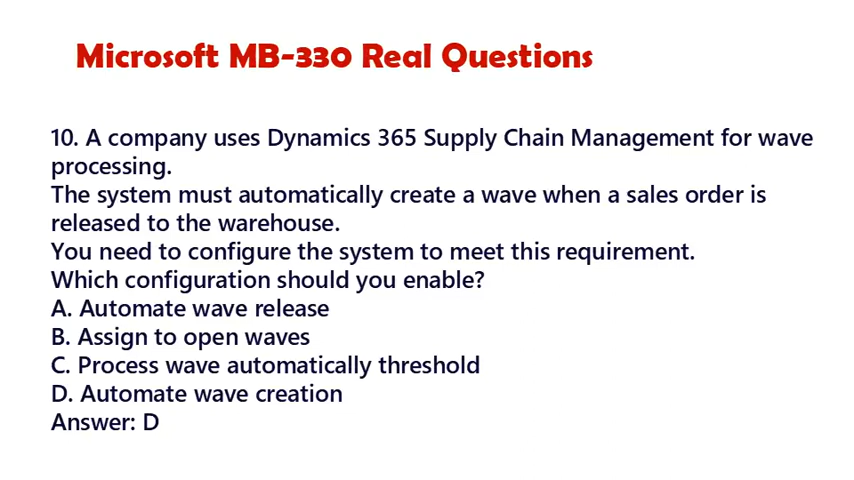 Microsoft MB-330 Real Questions
10. A company uses Dynamics 365 Supply Chain Management for wave
processing.
The system must automatically create a wave when a sales order is
released to the warehouse.
You need to configure the system to meet this requirement.
Which configuration should you enable?
A. Automate wave release
B. Assign to open waves
C. Process wave automatically threshold
D. Automate wave creation
Answer: D